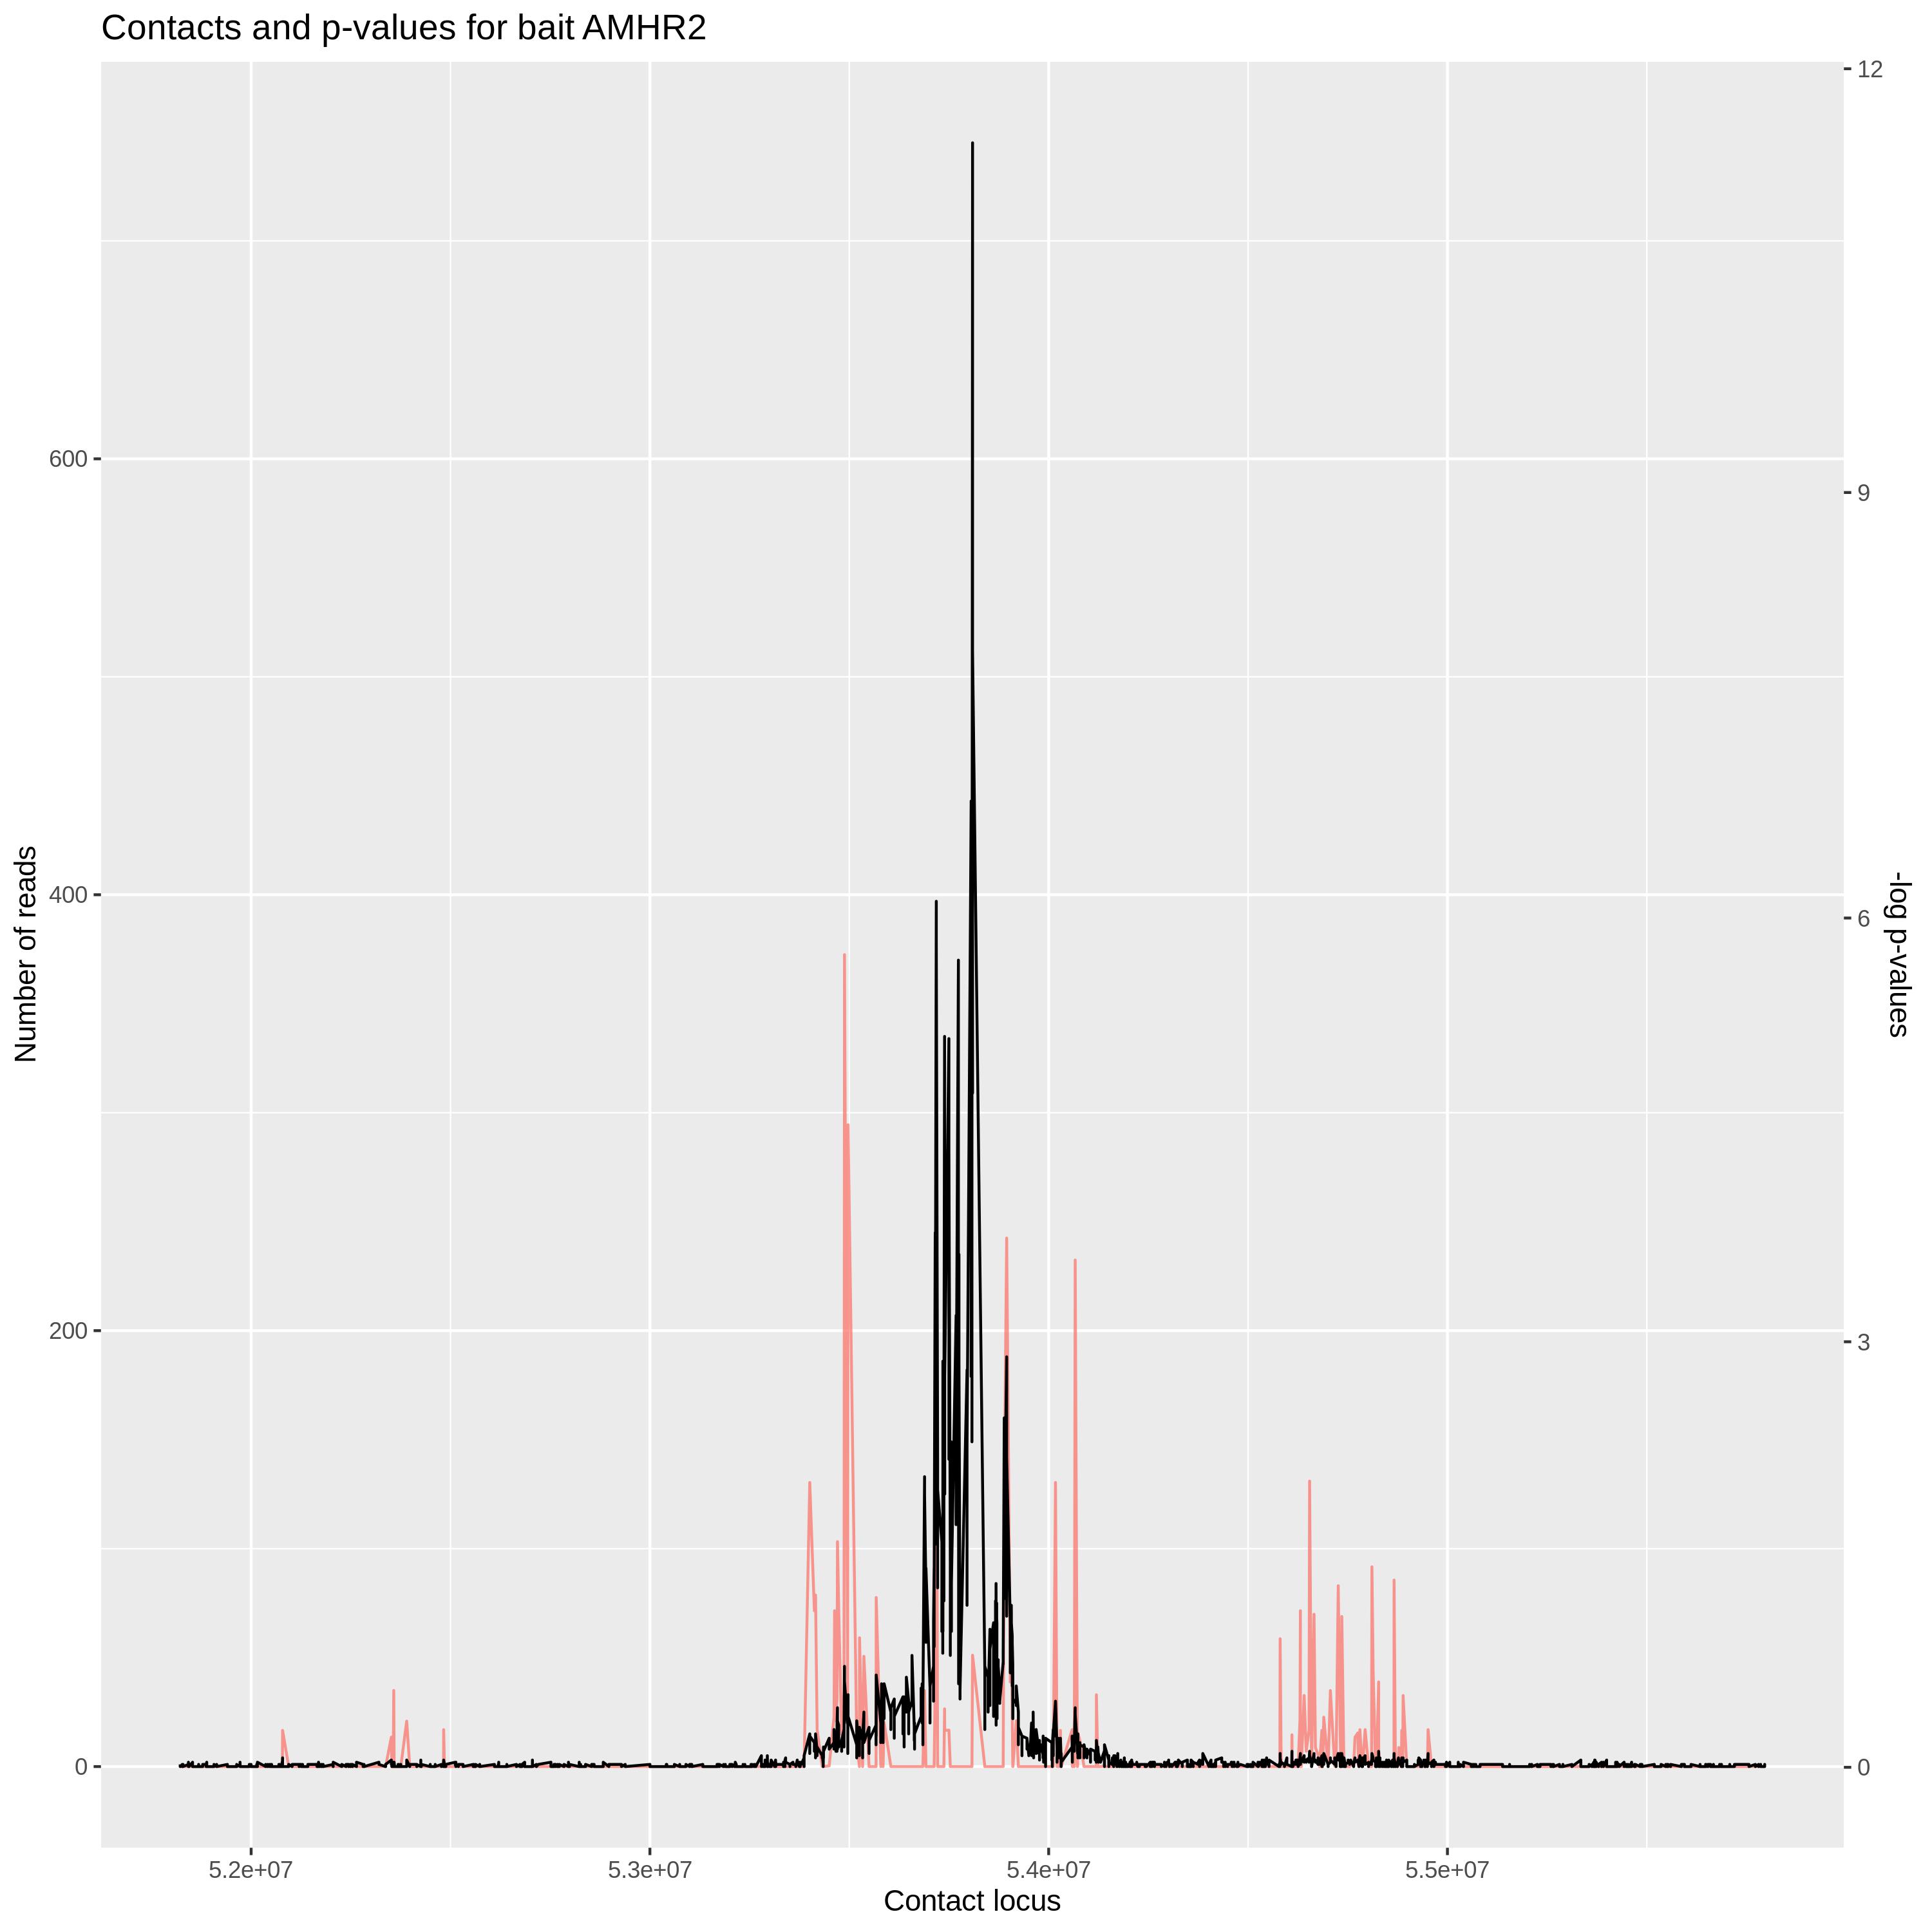 Contacts and p-values for bait AMHR2
12
9
6
3
0
600
400
200
0
Number of reads
-log p-values
5.2e+07 5.3e+07 5.4e+07 5.5e+07
Contact locus